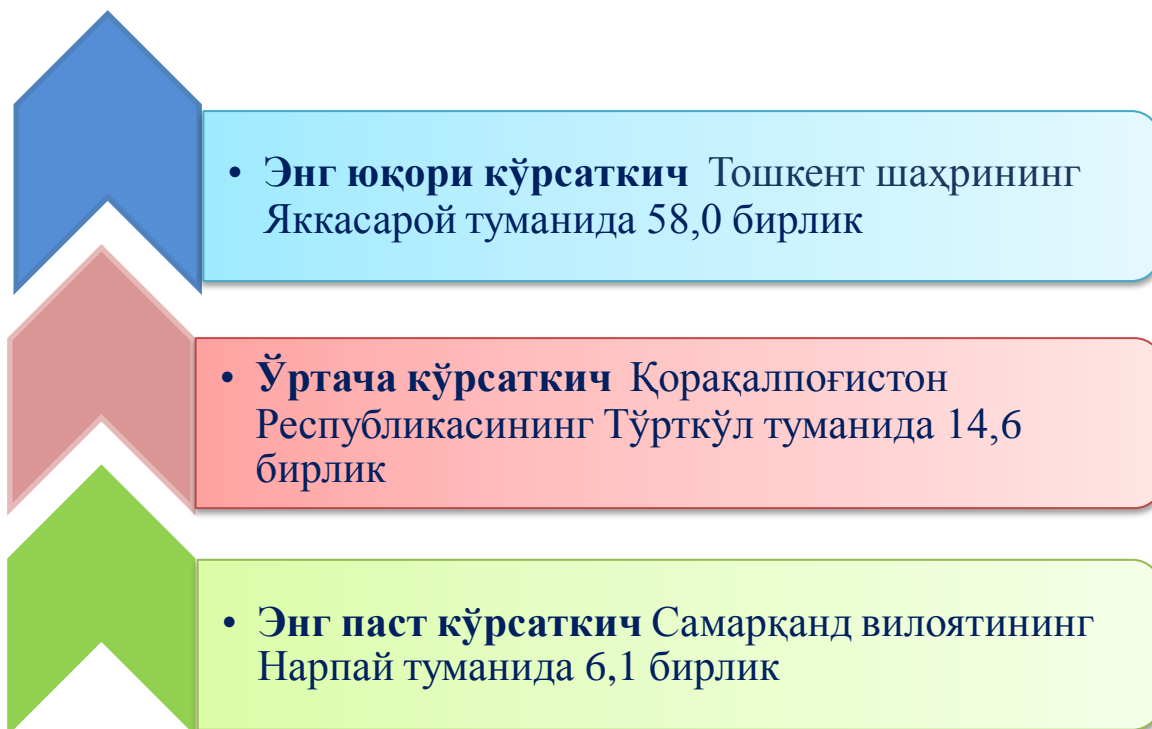 • Энг юқори кўрсаткич Тошкент шаҳрининг
Яккасарой туманида 58,0 бирлик
• Ўртача кўрсаткич Қорақалпоғистон
Республикасининг Тўрткўл туманида 14,6
бирлик
• Энг паст кўрсаткич Самарқанд вилоятининг
Нарпай туманида 6,1 бирлик